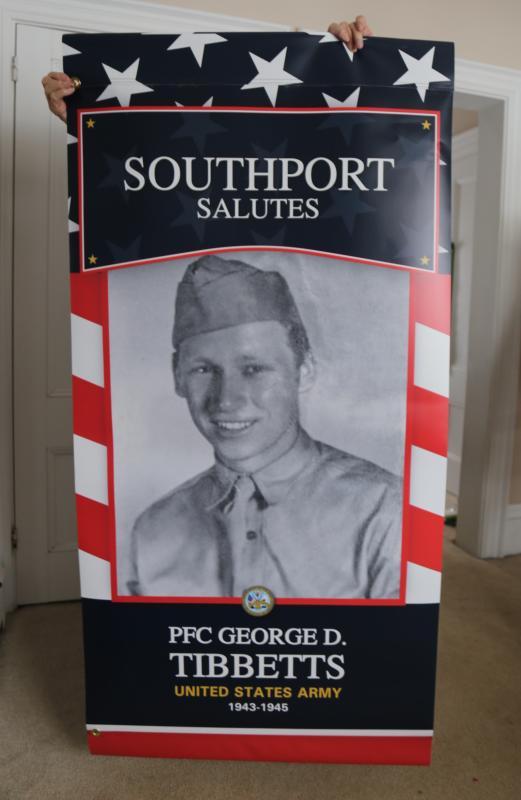 SOUTHPORT
SALUTES
PFC GEORGE D.
TIBBETTS
UNITED STATES ARMY
1943-1945